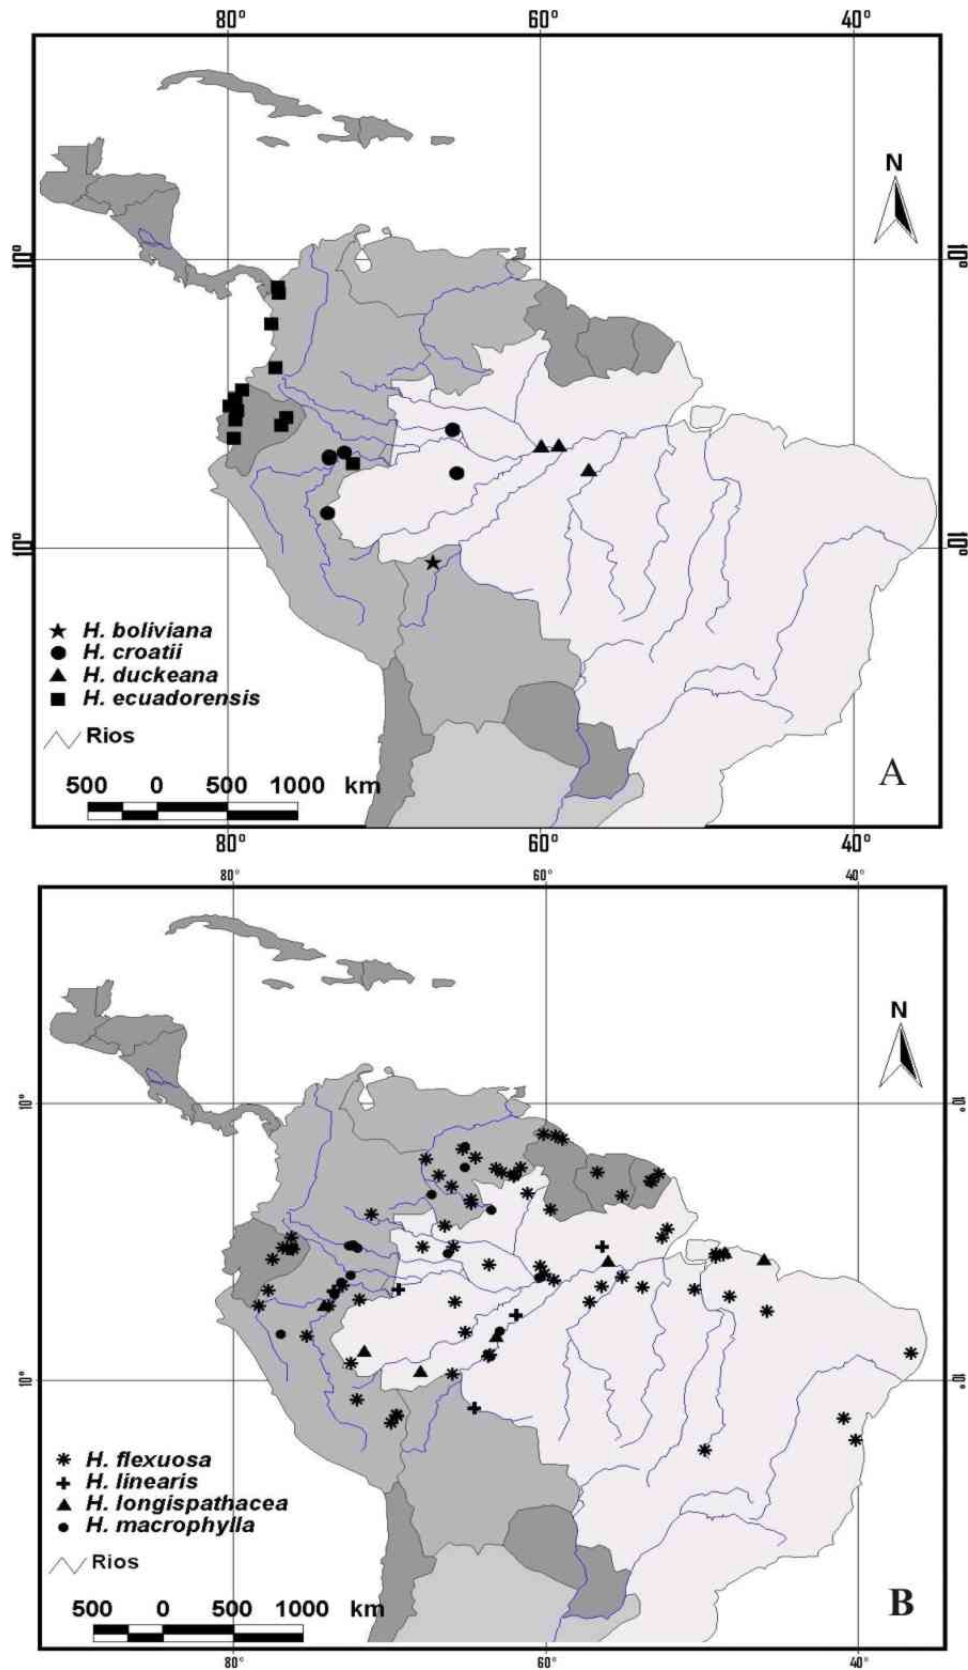 80° 60° 40°
N
10° 10°
10° 10°
H. boliviana
H. croatii
H. duckeana
H. ecuadorensis
Rios
500 0 500 1000 km
A
80° 60° 40°
80° 60° 40°
N
10° 10°
10° 10°
H. flexuosa
H. linearis
H. longispathacea
H. macrophylla
Rios
500 0 500 1000 km
B
80° 60° 40°